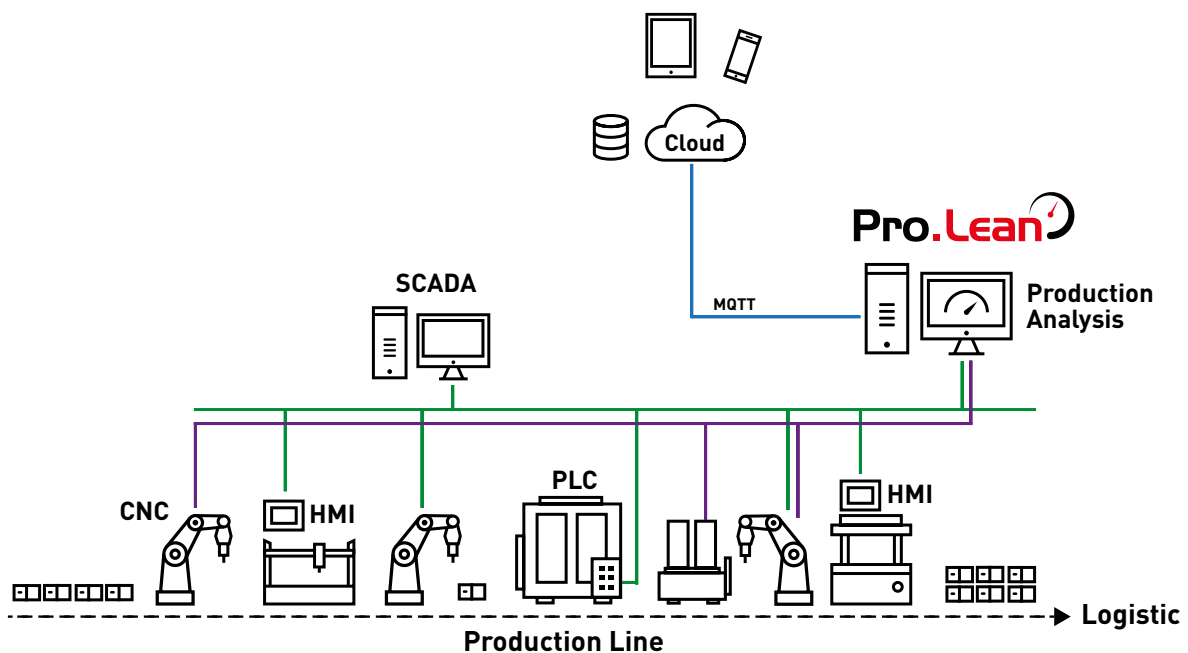 Cloud
Pro.Lean
SCADA
MQTT
Production
Analysis
PLC
CNC
HMI
HMI
Logistic
Production Line